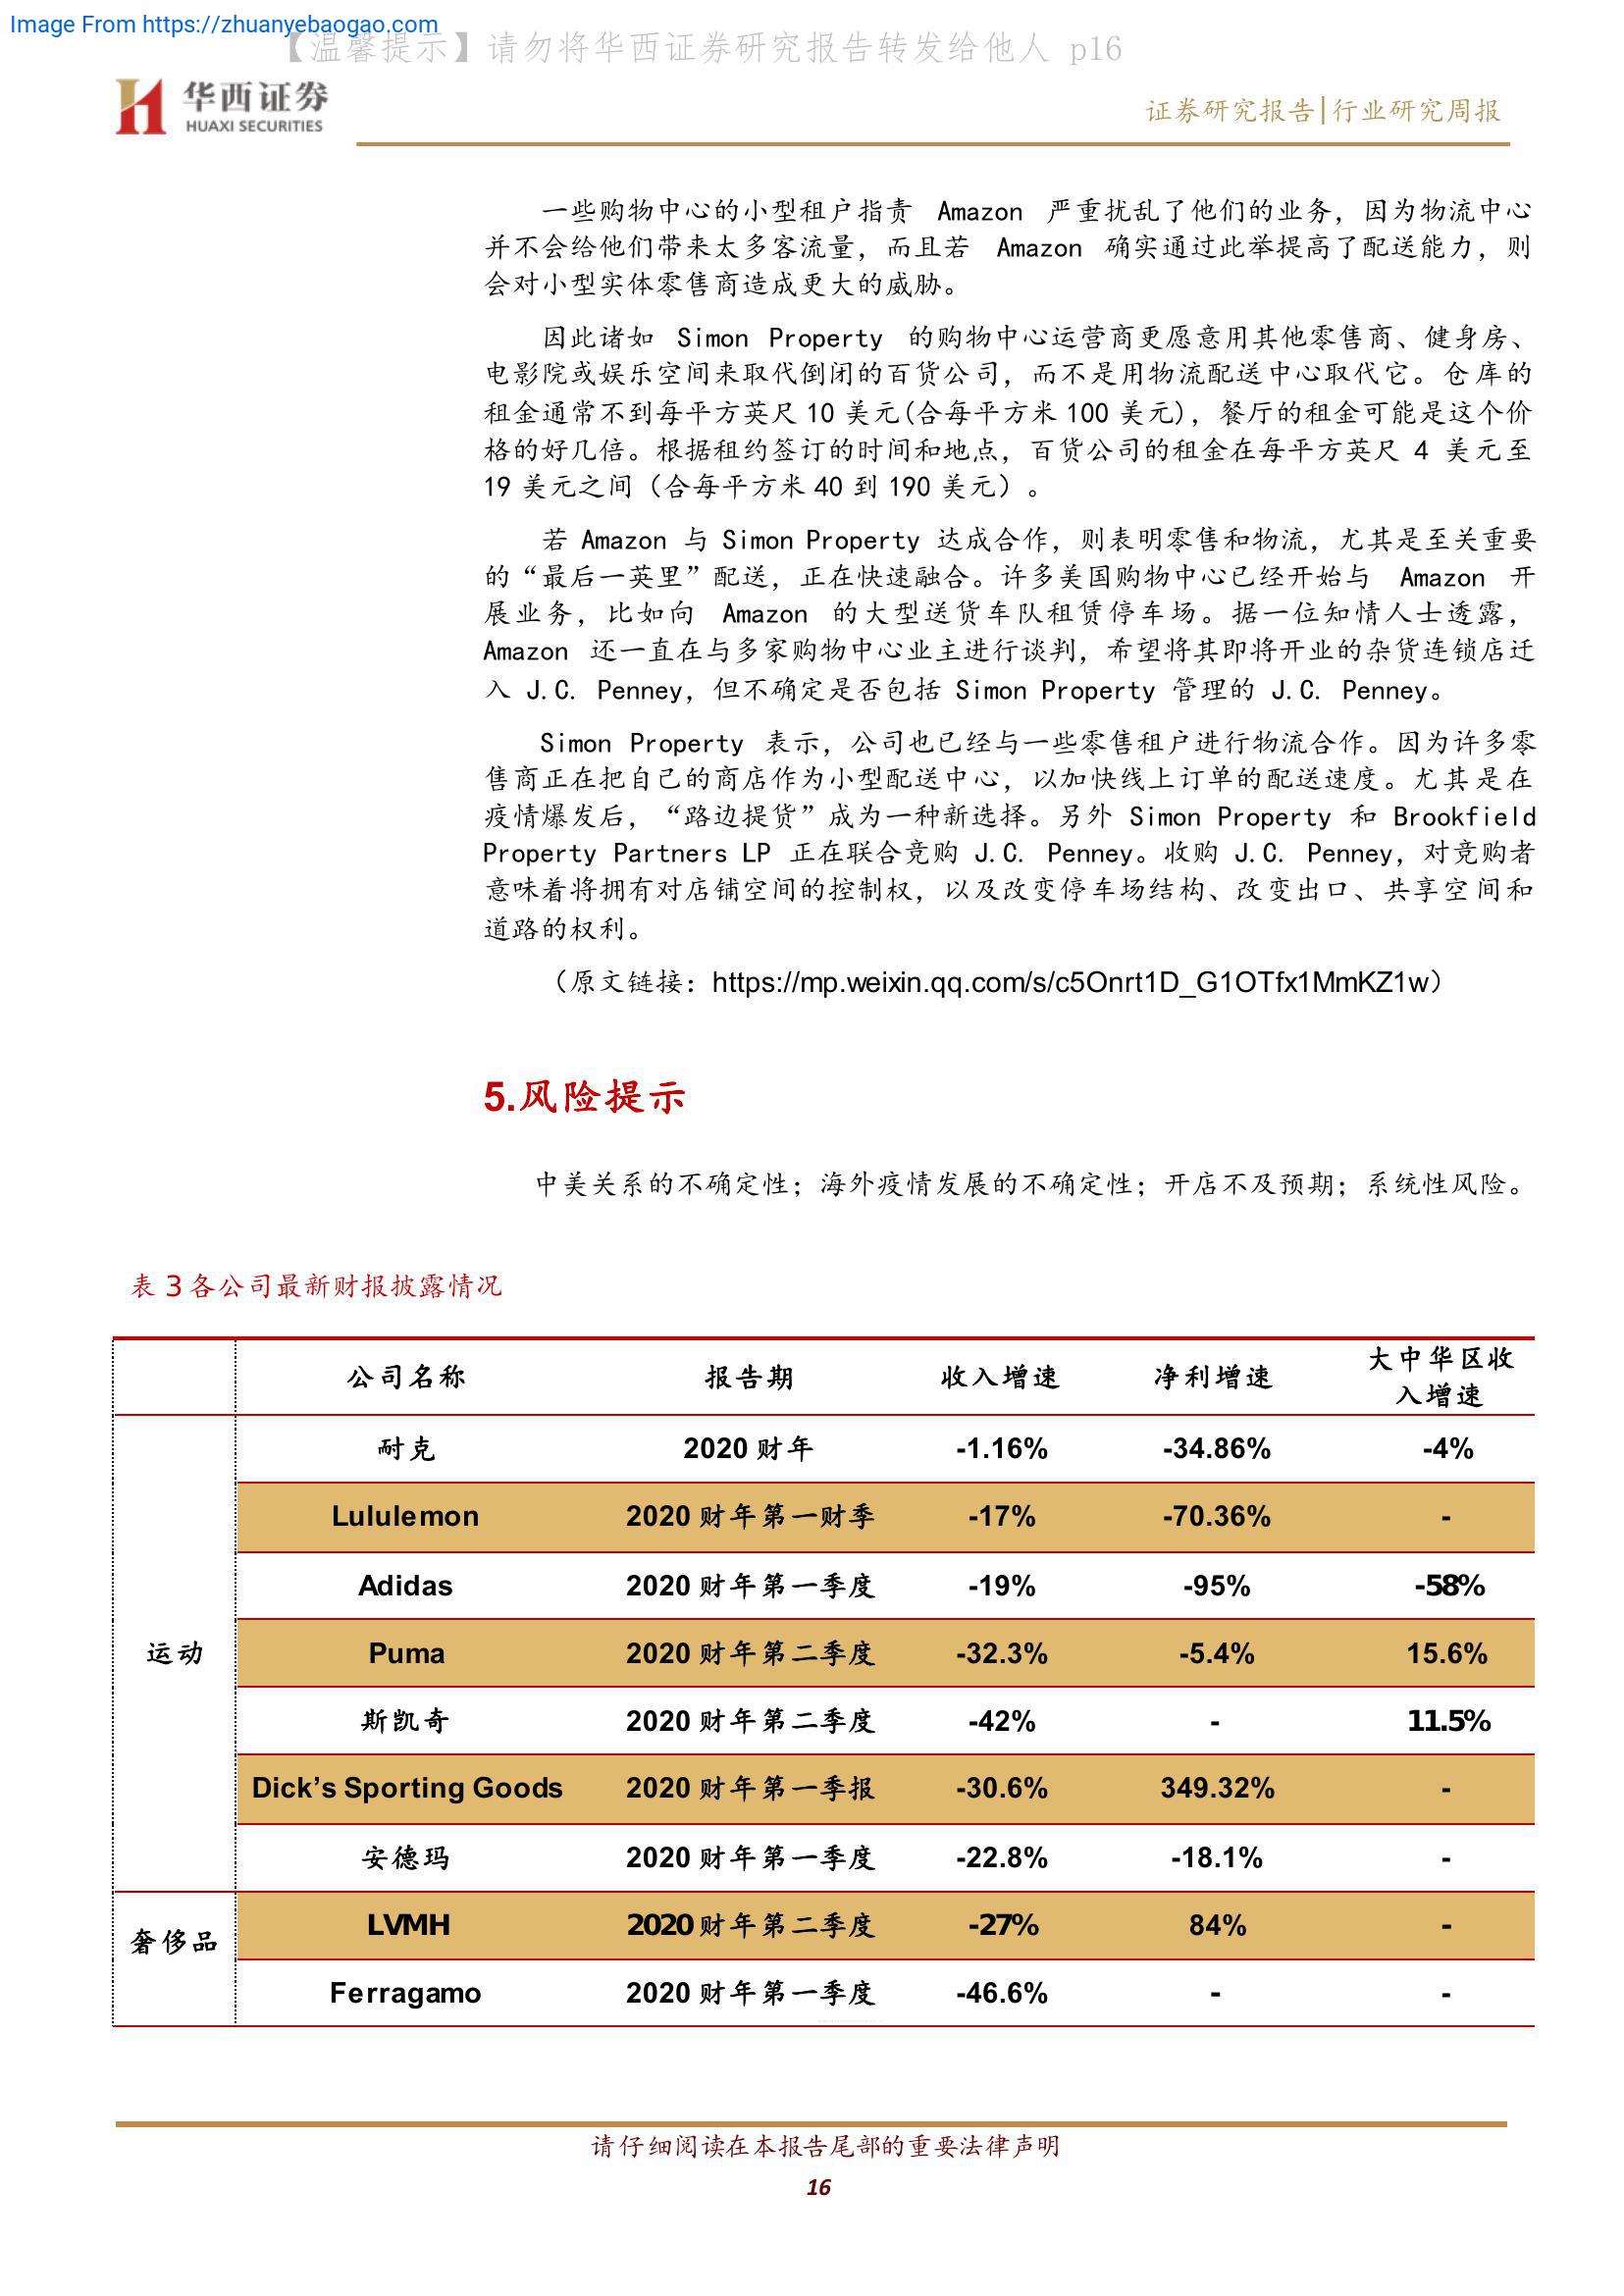 Image From https://zhuanyebaogao.com
【温馨提示】请勿将华西证券研究报告转发给他人 p16
华西证券
HUAXI SECURITIES
证券研究报告|行业研究周报
一些购物中心的小型租户指责 Amazon 严重扰乱了他们的业务，因为物流中心
并不会给他们带来太多客流量，而且若 Amazon 确实通过此举提高了配送能力，则
会对小型实体零售商造成更大的威胁。
因此诸如 Simon Property 的购物中心运营商更愿意用其他零售商、健身房、
电影院或娱乐空间来取代倒闭的百货公司，而不是用物流配送中心取代它。仓库的
租金通常不到每平方英尺 10 美元(合每平方米 100 美元)，餐厅的租金可能是这个价
格的好几倍。根据租约签订的时间和地点，百货公司的租金在每平方英尺 4 美元至
19 美元之间（合每平方米 40 到 190 美元）。
若 Amazon 与 Simon Property 达成合作，则表明零售和物流，尤其是至关重要
的“最后一英里”配送，正在快速融合。许多美国购物中心已经开始与 Amazon 开
展业务，比如向 Amazon 的大型送货车队租赁停车场。据一位知情人士透露，
Amazon 还一直在与多家购物中心业主进行谈判，希望将其即将开业的杂货连锁店迁
入 J.C. Penney，但不确定是否包括 Simon Property 管理的 J.C. Penney。
Simon Property 表示，公司也已经与一些零售租户进行物流合作。因为许多零
售商正在把自己的商店作为小型配送中心，以加快线上订单的配送速度。尤其是在
疫情爆发后，“路边提货”成为一种新选择。另外 Simon Property 和 Brookfield
Property Partners LP 正在联合竞购 J.C. Penney。收购 J.C. Penney，对竞购者
意味着将拥有对店铺空间的控制权，以及改变停车场结构、改变出口、共享空间和
道路的权利。
（原文链接：https://mp.weixin.qq.com/s/c5Onrt1D_G1OTfx1MmKZ1w）
5.风险提示
中美关系的不确定性；海外疫情发展的不确定性；开店不及预期；系统性风险。
表 3 各公司最新财报披露情况
公司名称 报告期 收入增速 净利增速 大中华区收
入增速
耐克 2020 财年 -1.16% -34.86% -4%
Lululemon 2020 财年第一财季 -17% -70.36% -
Adidas 2020 财年第一季度 -19% -95% -58%
运动 Puma 2020 财年第二季度 -32.3% -5.4% 15.6%
斯凯奇 2020 财年第二季度 -42% - 11.5%
Dick’s Sporting Goods 2020 财年第一季报 -30.6% 349.32% -
安德玛 2020 财年第一季度 -22.8% -18.1% -
奢侈品 LVMH 2020 财年第二季度 -27% 84% -
Ferragamo 2020 财年第一季度 -46.6% - -
请仔细阅读在本报告尾部的重要法律声明
16